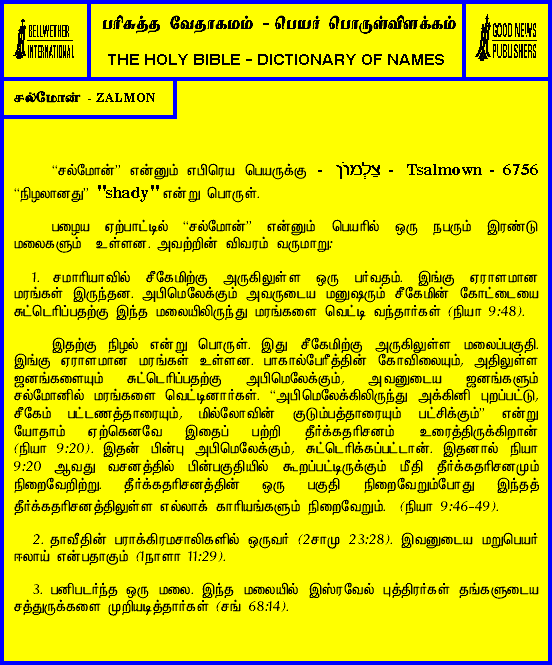 BELLWETHER
INTERNATIONAL
பரிசுத்த வேதாகமம் - பெயர் பொருள்விளக்கம்
THE HOLY BIBLE - DICTIONARY OF NAMES
GOOD NEWS
PUBLISHERS
சல்மோன் - ZALMON
“சல்மோன்” என்னும் எபிரெய பெயருக்கு - צַלְמוֹן - Tsalmown - 6756
“நிழலானது” "shady" என்று பொருள்.
பழைய ஏற்பாட்டில் “சல்மோன்” என்னும் பெயரில் ஒரு நபரும் இரண்டு
மலைகளும் உள்ளன. அவற்றின் விவரம் வருமாறு:
1. சமாரியாவில் சீகேமிற்கு அருகிலுள்ள ஒரு பர்வதம். இங்கு ஏராளமான
மரங்கள் இருந்தன. அபிமெலேக்கும் அவருடைய மனுஷரும் சீகேமின் கோட்டையை
சுட்டெரிப்பதற்கு இந்த மலையிலிருந்து மரங்களை வெட்டி வந்தார்கள் (நியா 9:48).
இதற்கு நிழல் என்று பொருள். இது சீகேமிற்கு அருகிலுள்ள மலைப்பகுதி.
இங்கு ஏராளமான மரங்கள் உள்ளன. பாகால்பேரீத்தின் கோவிலையும், அதிலுள்ள
ஜனங்களையும் சுட்டெரிப்பதற்கு அபிமெலேக்கும், அவனுடைய ஜனங்களும்
சல்மோனில் மரங்களை வெட்டினார்கள். “அபிமெலேக்கிலிருந்து அக்கினி புறப்பட்டு,
சீகேம் பட்டணத்தாரையும், மில்லோவின் குடும்பத்தாரையும் பட்சிக்கும்” என்று
யோதாம் ஏற்கெனவே இதைப் பற்றி தீர்க்கதரிசனம் உரைத்திருக்கிறான்
(நியா 9:20). இதன் பின்பு அபிமெலேக்கும், சுட்டெரிக்கப்பட்டான். இதனால் நியா
9:20 ஆவது வசனத்தில் பின்பகுதியில் கூறப்பட்டிருக்கும் மீதி தீர்க்கதரிசனமும்
நிறைவேறிற்று. தீர்க்கதரிசனத்தின் ஒரு பகுதி நிறைவேறும்போது இந்தத்
தீர்க்கதரிசனத்திலுள்ள எல்லாக் காரியங்களும் நிறைவேறும். (நியா 9:46-49).
2. தாவீதின் பராக்கிரமசாலிகளில் ஒருவர் (2சாமு 23:28). இவனுடைய மறுபெயர்
ஈலாய் என்பதாகும் (1நாளா 11:29).
3. பனிபடர்ந்த ஒரு மலை. இந்த மலையில் இஸ்ரவேல் புத்திரர்கள் தங்களுடைய
சத்துருக்களை முறியடித்தார்கள் (சங் 68:14).